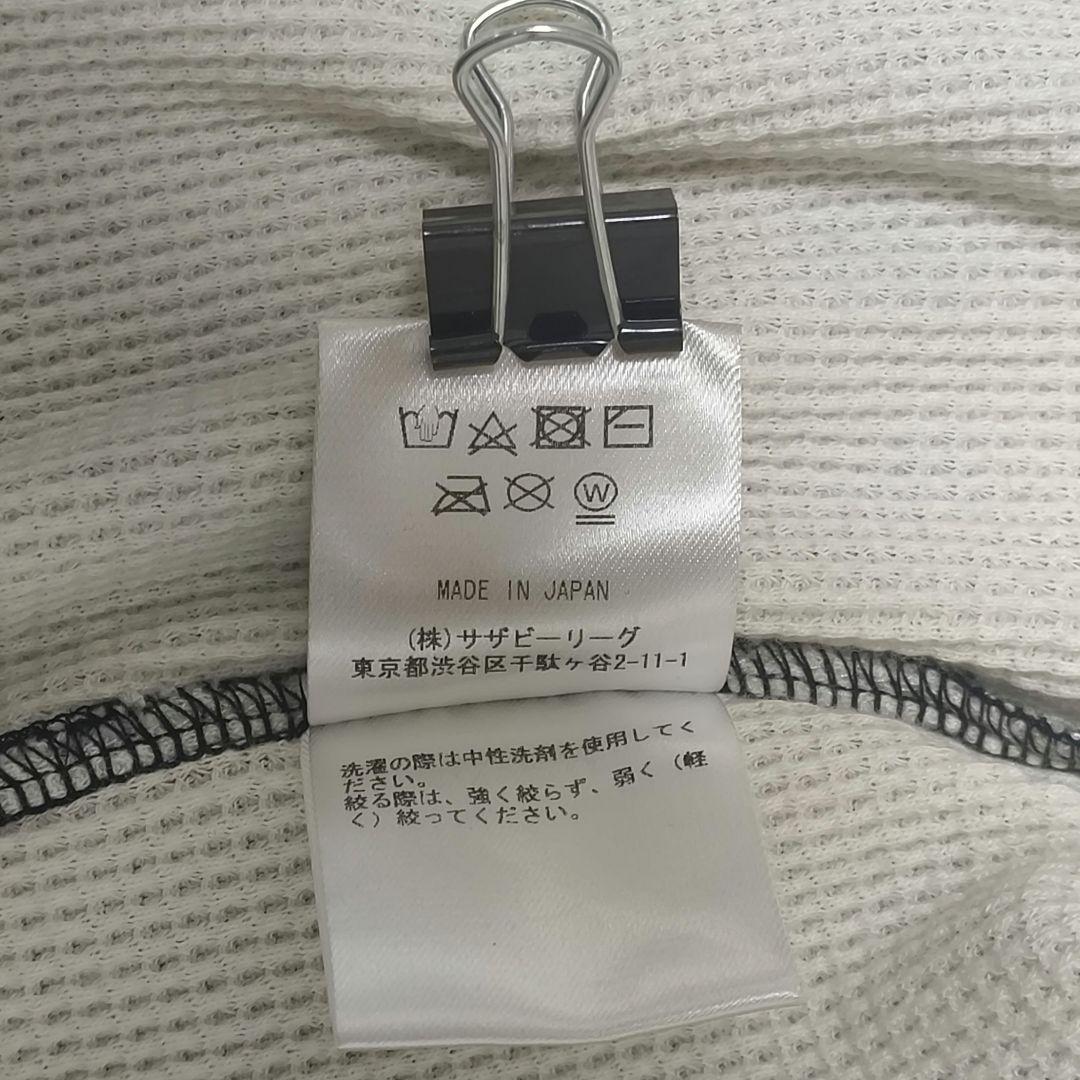 W
MADE IN JAPAN
(株)サザビーリーグ
東京都渋谷区千駄ヶ谷2-11-1
洗濯の際は中性洗剤を使用してく
ださい。
絞る際は、強く絞らず、弱く（軽
く）絞ってください。